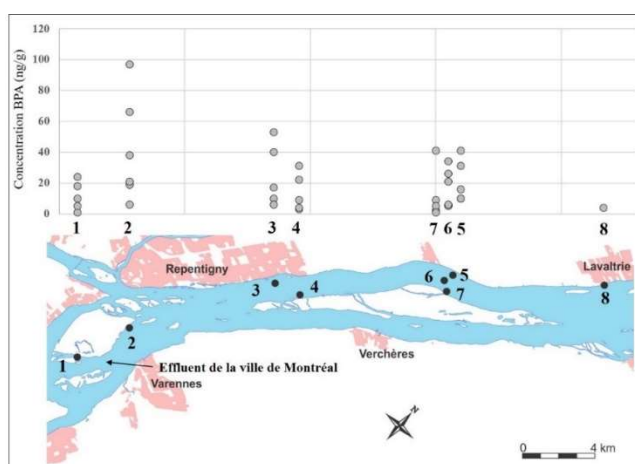 Concentration BPA (ng/g)
120
100
80
60
40
20
0
1 2 3 4 7 6 5 8
Repentigny
Lavaltrie
3 4 6 5 7 8
2
Verchères
1
Effluent de la ville de Montréal
Varennes
N
0 4 km